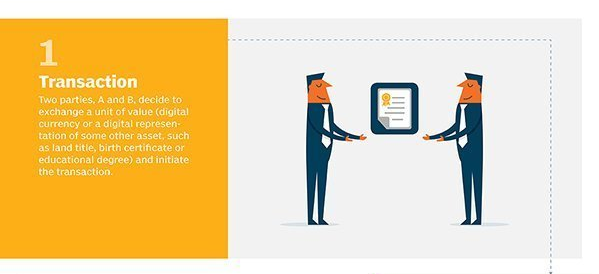 1
Transaction
Two parties, A and B, decide to
exchange a unit of value (digital
currency or a digital represen-
tation of some other asset, such
as land title, birth certificate or
educational degree) and initiate
the transaction.